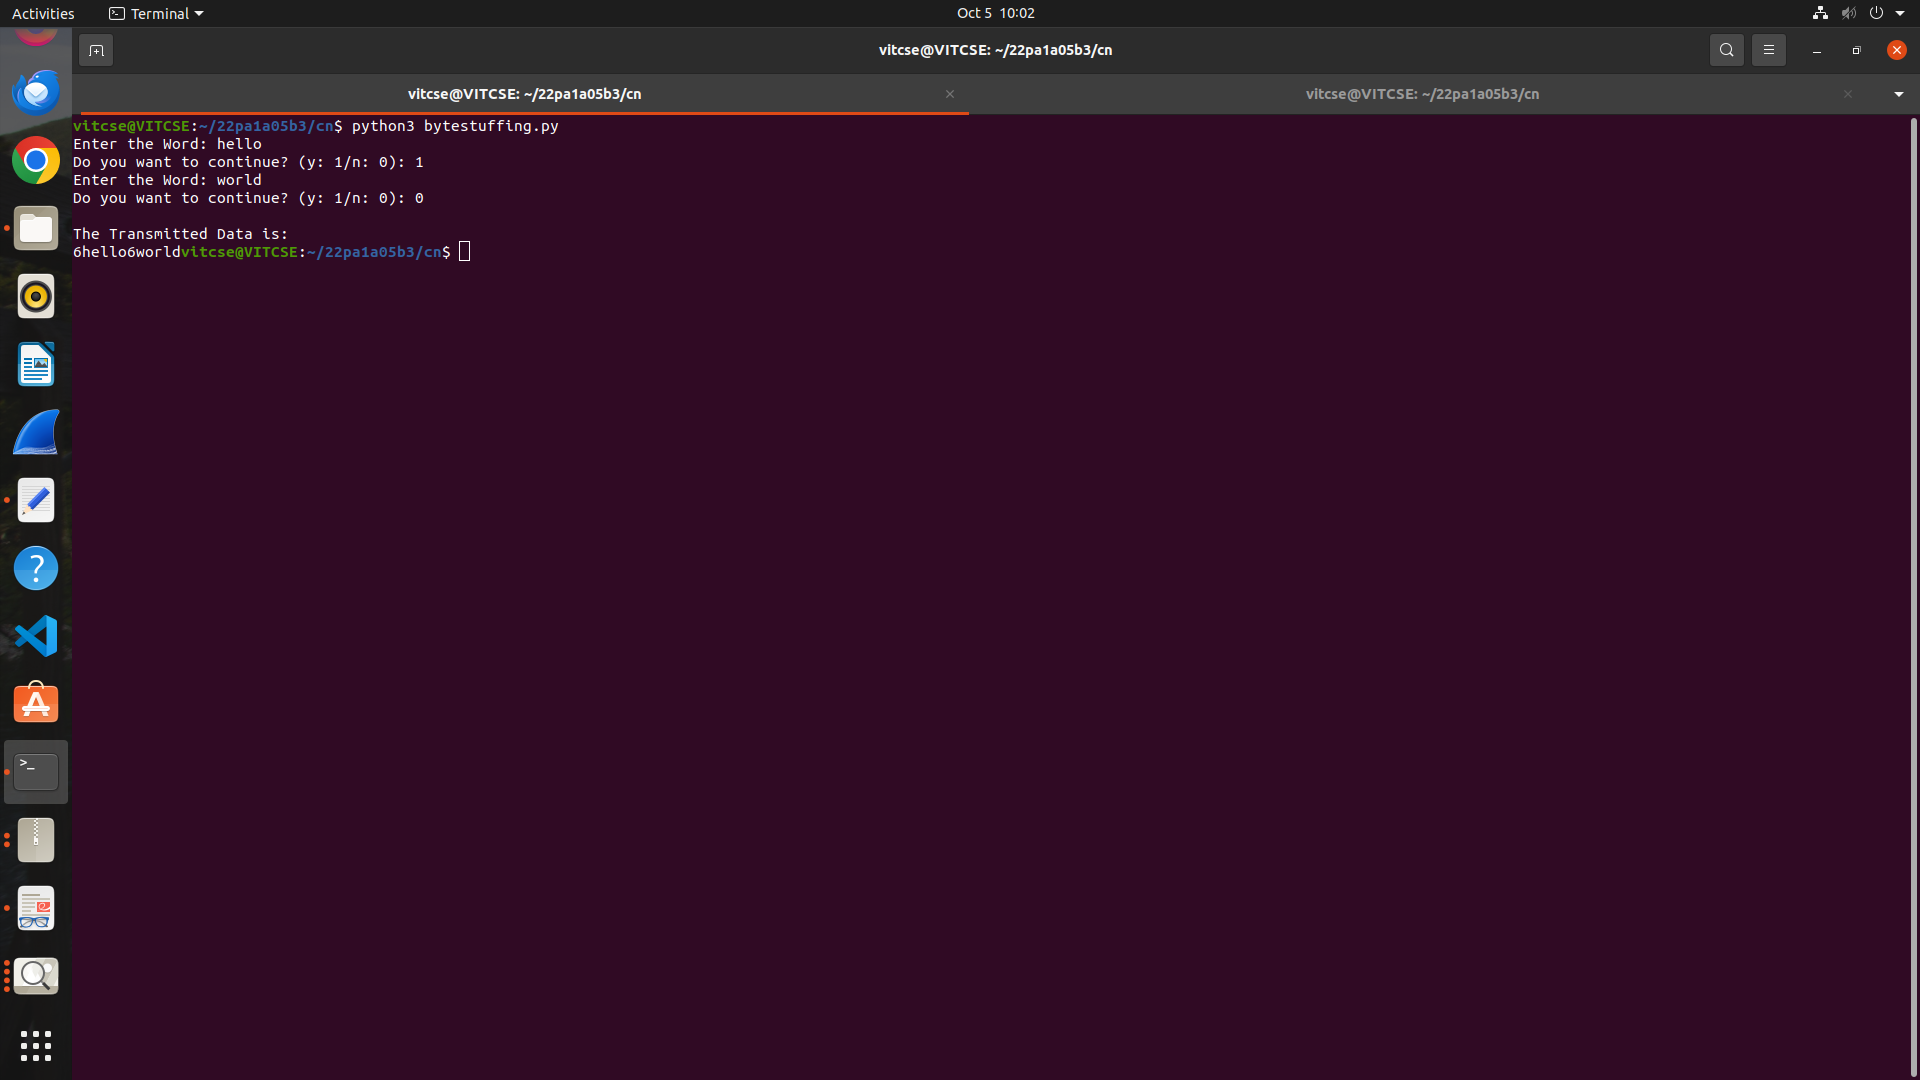 Activities
Terminal
Oct 5 10:02
vitcse@VITCSE: ~/22pa1a05b3/cn
vitcse@VITCSE: ~/22pa1a05b3/cn
vitcse@VITCSE: ~/22pa1a05b3/cn
vitcse@VITCSE:~/22pa1a05b3/cn$ python3 bytestuffing.py
Enter the Word: hello
Do you want to continue? (y: 1/n: 0): 1
Enter the Word: world
Do you want to continue? (y: 1/n: 0): 0
The Transmitted Data is:
6hello6worldvitcse@VITCSE:~/22pa1a05b3/cn$